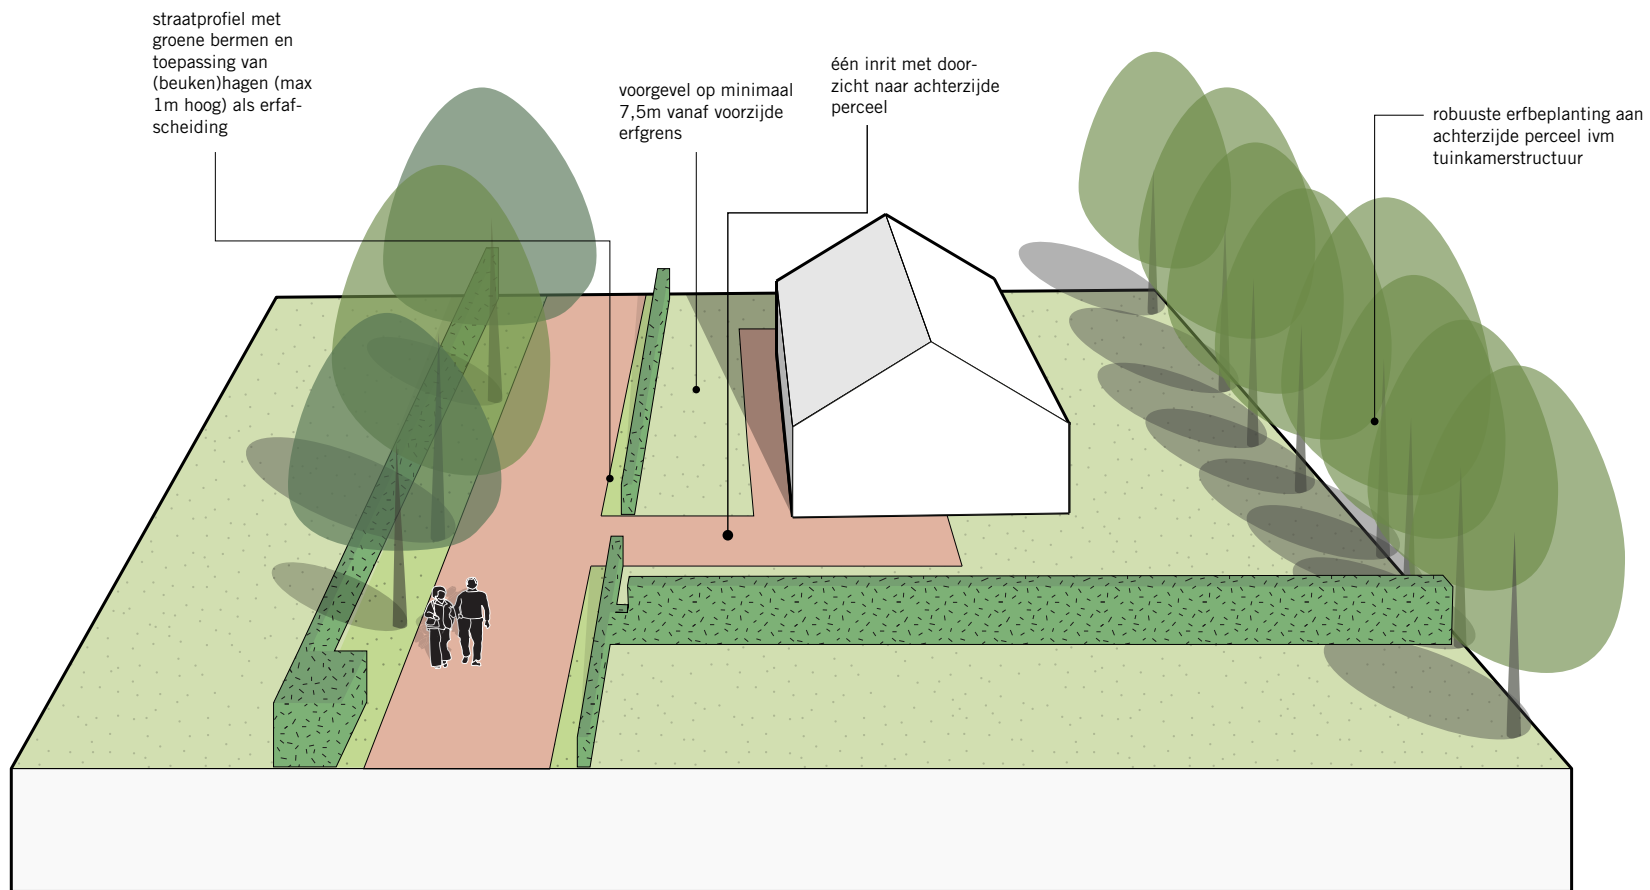 straatprofiel met
groene bermen en
toepassing van
(beuken)hagen (max
1m hoog) als erfaf-
scheiding
voorgevel op minimaal
7,5m vanaf voorzijde
erfgrens
één inrit met door-
zicht naar achterzijde
perceel
robuuste erfbeplanting aan
achterzijde perceel ivm
tuinkamerstructuur